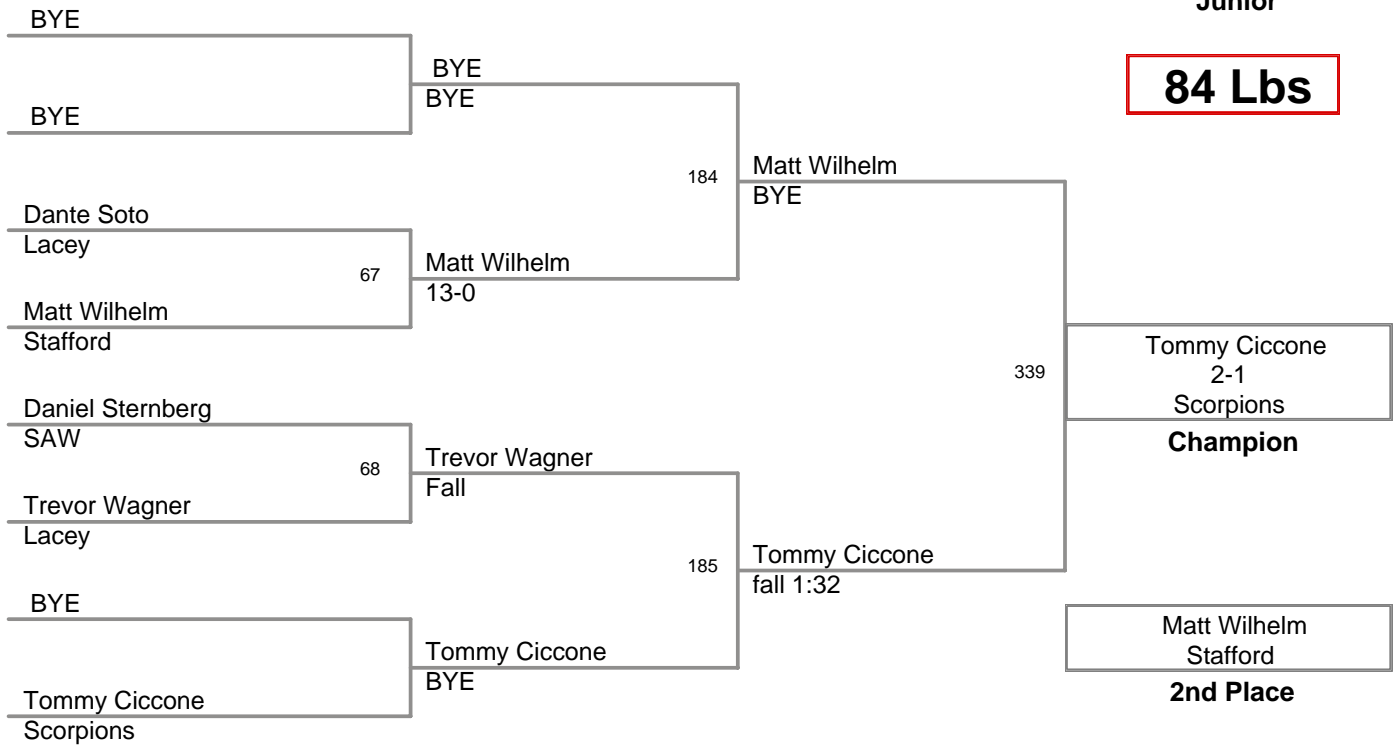 Junior
84 Lbs
BYE
BYE
BYE
BYE
184
Matt Wilhelm
BYE
Dante Soto
Lacey
67
Matt Wilhelm
13-0
Matt Wilhelm
Stafford
339
Tommy Ciccone
2-1
Scorpions
Champion
Daniel Sternberg
SAW
68
Trevor Wagner
Fall
Trevor Wagner
Lacey
185
Tommy Ciccone
fall 1:32
BYE
Tommy Ciccone
BYE
Tommy Ciccone
Scorpions
Matt Wilhelm
Stafford
2nd Place